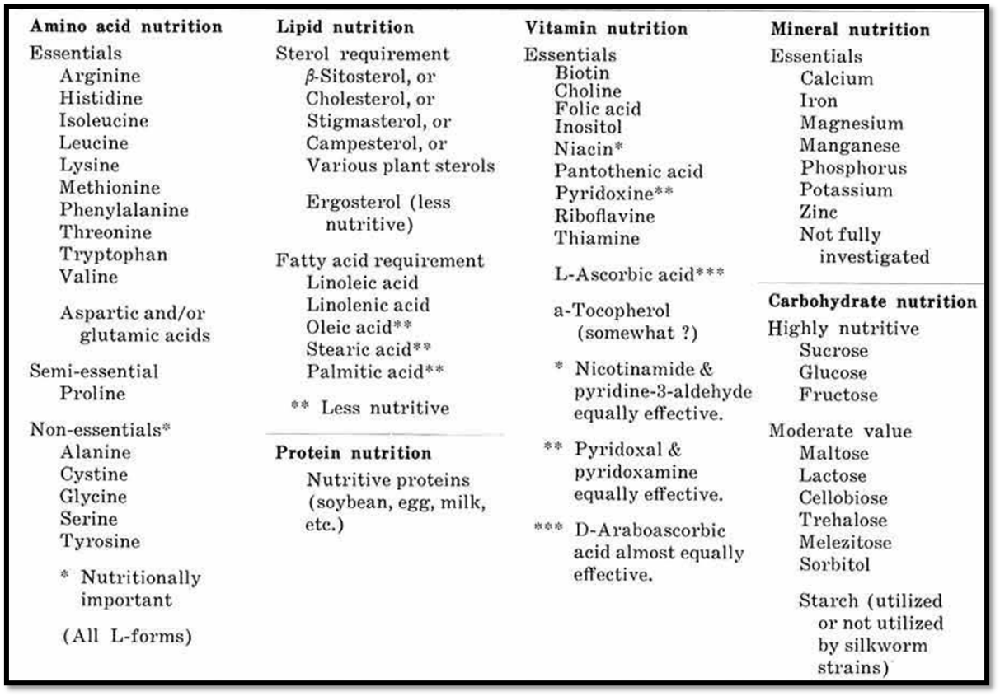 Amino acid nutrition
Essentials
Arginine
Histidine
Isoleucine
Leucine
Lysine
Methionine
Phenylalanine
Threonine
Tryptophan
Valine
Aspartic and/or
glutamic acids
Semi-essential
Proline
Non-essentials*
Alanine
Cystine
Glycine
Serine
Tyrosine
* Nutritionally
important
(All L-forms)
Lipid nutrition
Sterol requirement
β-Sitosterol, or
Cholesterol, or
Stigmasterol, or
Campesterol, or
Various plant sterols
Ergosterol (less
nutritive)
Fatty acid requirement
Linoleic acid
Linolenic acid
Oleic acid**
Stearic acid**
Palmitic acid**
** Less nutritive
Protein nutrition
Nutritive proteins
(soybean, egg, milk,
etc.)
Vitamin nutrition
Essentials
Biotin
Choline
Folic acid
Inositol
Niacin*
Pantothenic acid
Pyridoxine**
Riboflavine
Thiamine
L-Ascorbic acid***
a-Tocopherol
(somewhat ?)
* Nicotinamide &
pyridine-3-aldehyde
equally effective.
** Pyridoxal &
pyridoxamine
equally effective.
*** D-Araboascorbic
acid almost equally
effective.
Mineral nutrition
Essentials
Calcium
Iron
Magnesium
Manganese
Phosphorus
Potassium
Zinc
Not fully
investigated
Carbohydrate nutrition
Highly nutritive
Sucrose
Glucose
Fructose
Moderate value
Maltose
Lactose
Cellobiose
Trehalose
Melezitose
Sorbitol
Starch (utilized
or not utilized
by silkworm
strains)